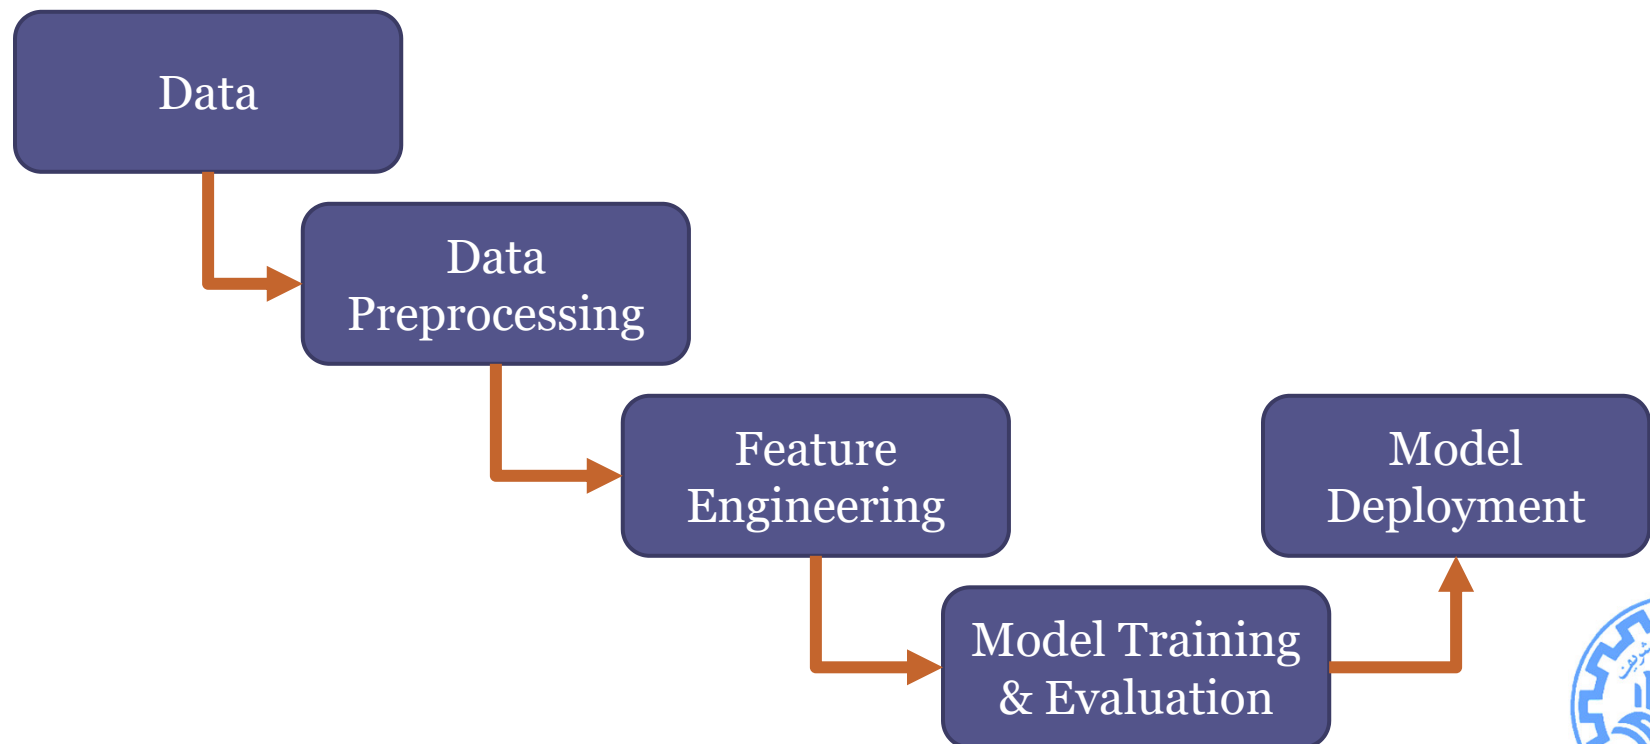 Data
Data
Preprocessing
Feature
Engineering
Model
Deployment
Model Training
& Evaluation